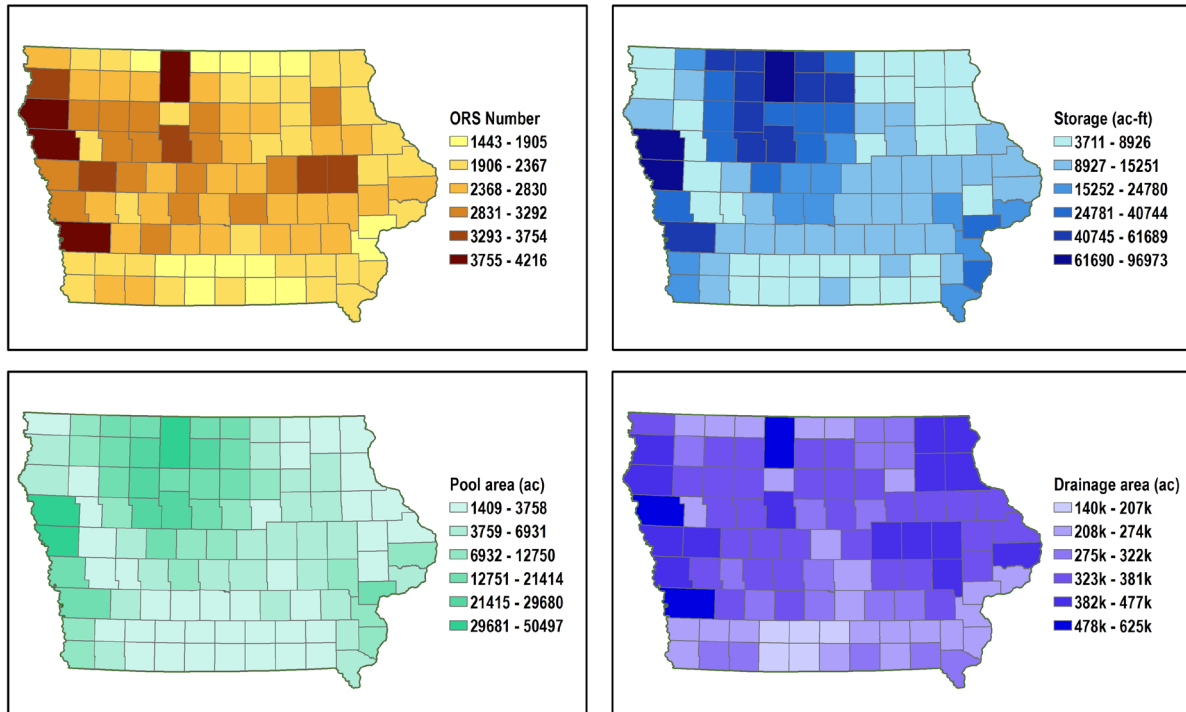 ORS Number
1443 - 1905
1906 - 2367
2368 - 2830
2831 - 3292
3293 - 3754
3755 - 4216
Storage (ac-ft)
3711 - 8926
8927 - 15251
15252 - 24780
24781 - 40744
40745 - 61689
61690 - 96973
Pool area (ac)
1409 - 3758
3759 - 6931
6932 - 12750
12751 - 21414
21415 - 29680
29681 - 50497
Drainage area (ac)
140k - 207k
208k - 274k
275k - 322k
323k - 381k
382k - 477k
478k - 625k